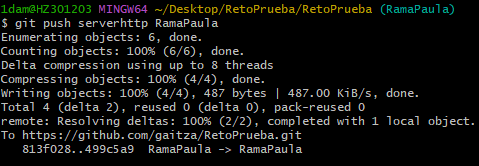 1dam@HZ301203 MINGW64 ~/Desktop/RetoPrueba/RetoPrueba (RamaPaula)
$ git push serverhttp RamaPaula
Enumerating objects: 6, done.
Counting objects: 100% (6/6), done.
Delta compression using up to 8 threads
Compressing objects: 100% (4/4), done.
Writing objects: 100% (4/4), 487 bytes | 487.00 KiB/s, done.
Total 4 (delta 2), reused 0 (delta 0), pack-reused 0
remote: Resolving deltas: 100% (2/2), completed with 1 local object.
To https://github.com/gaitza/RetoPrueba.git
   813f028..499c5a9  RamaPaula -> RamaPaula